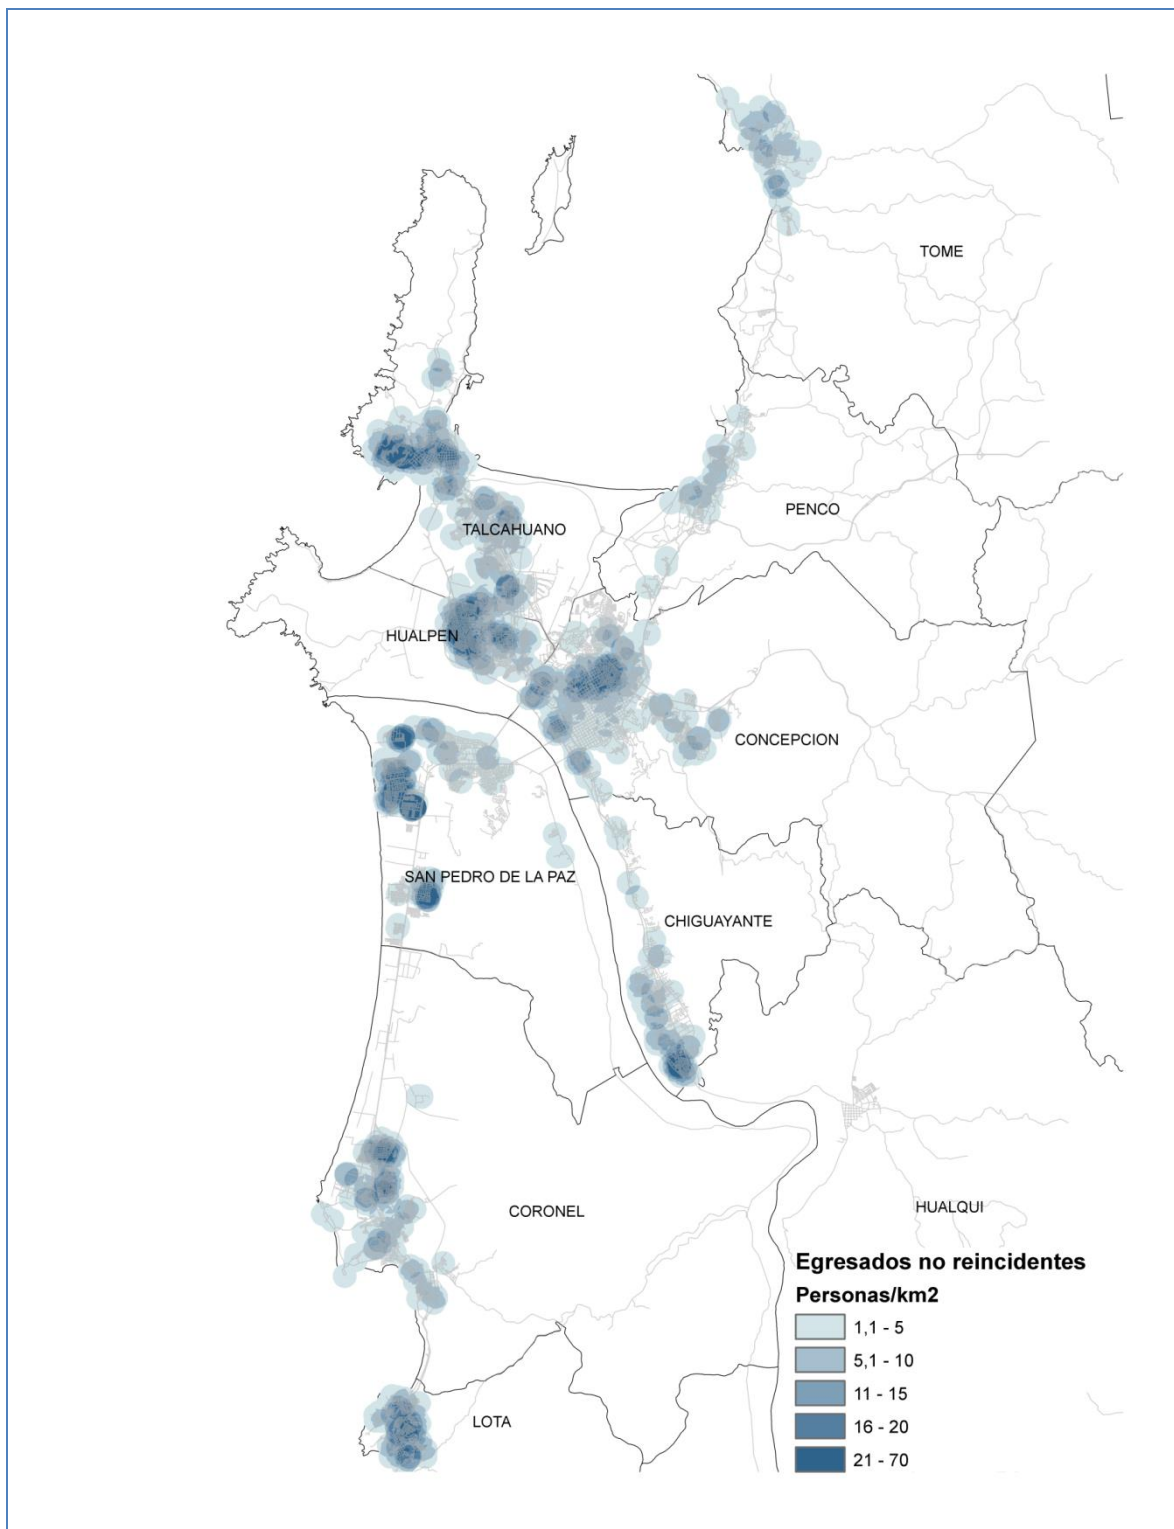 TOME
PENCO
TALCAHUANO
HUALPEN
CONCEPCION
SAN PEDRO DE LA PAZ
CHIGUAYANTE
CORONEL
HUALQUI
LOTA
Egresados no reincidentes
Personas/km2
1,1 - 5
5,1 - 10
11 - 15
16 - 20
21 - 70